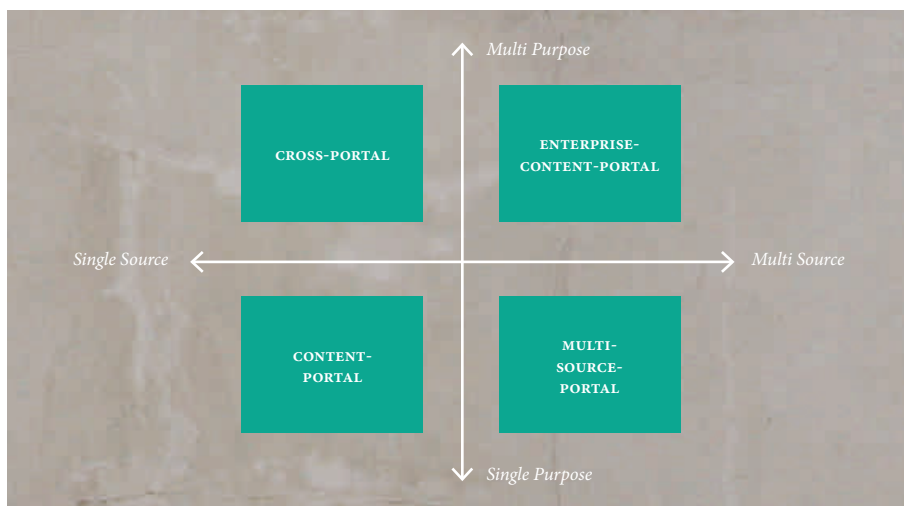 Multi Purpose
CROSS-PORTAL
ENTERPRISE-
CONTENT-PORTAL
Single Source
Multi Source
CONTENT-
PORTAL
MULTI-
SOURCE-
PORTAL
Single Purpose